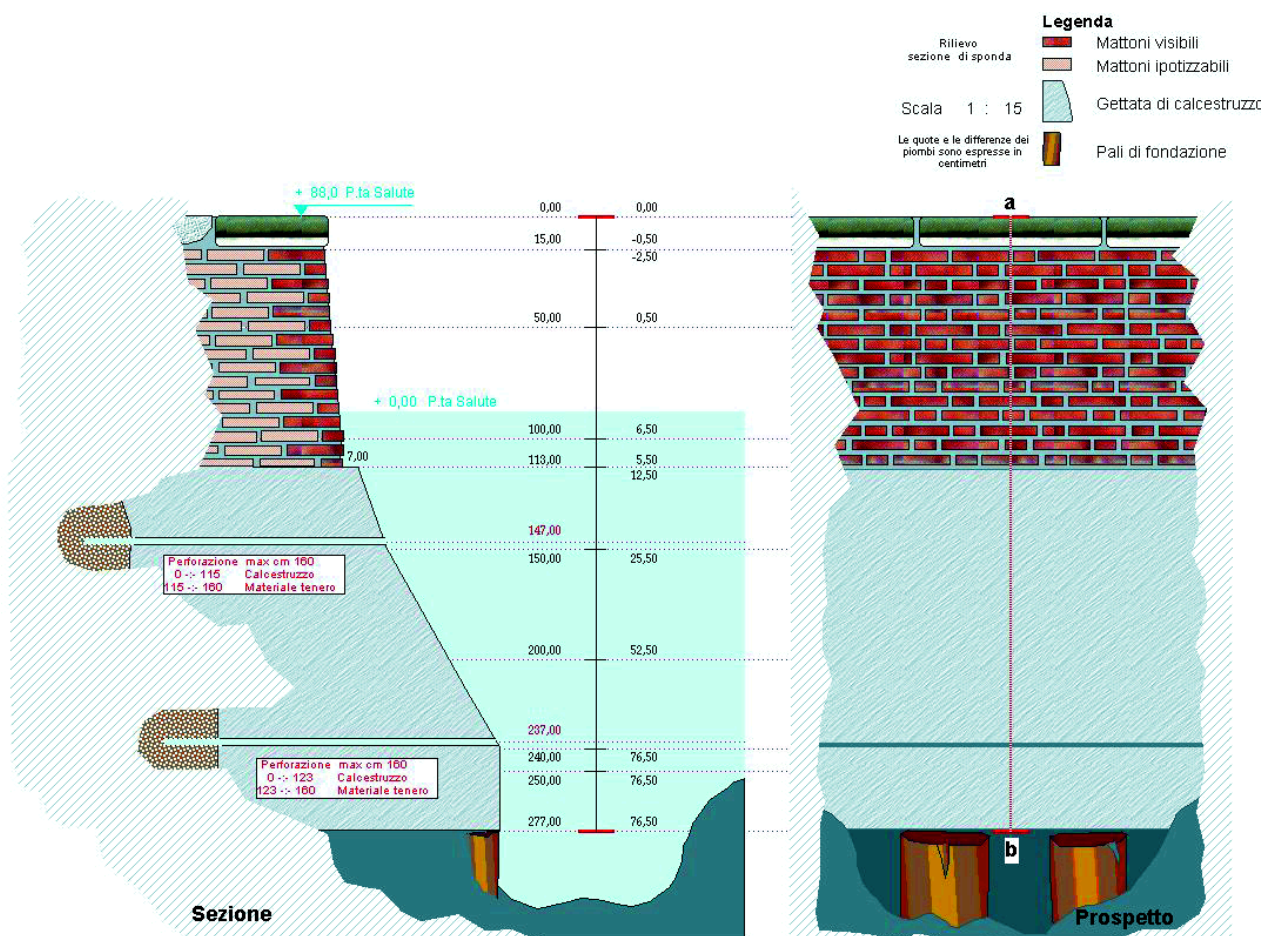 Legenda
Rilievo
sezione di sponda
Mattoni visibili
Mattoni ipotizzabili
Scala 1 : 15
Gettata di calcestruzzo
Le quote e le differenze dei
piombi sono espresse in
centimetri
Pali di fondazione
+ 88,0 P.ta Salute
a
0,00 0,00
15,00 -0,50
-2,50
50,00 0,50
+ 0,00 P.ta Salute
100,00 6,50
7,00
113,00 5,50
12,50
147,00
150,00 25,50
Perforazione max cm 160
0 -:- 115 Calcestruzzo
115 -:- 160 Materiale tenero
200,00 52,50
237,00
240,00 76,50
Perforazione max cm 160
0 -:- 123 Calcestruzzo
123 -:- 160 Materiale tenero
250,00 76,50
277,00 76,50
b
Sezione
Prospetto